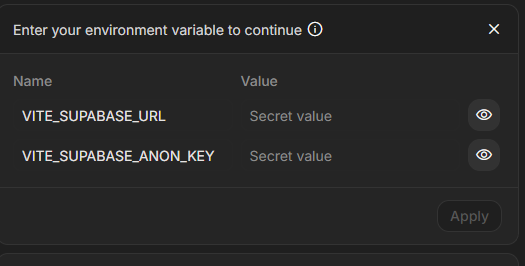 Enter your environment variable to continue
Name Value
VITE_SUPABASE_URL Secret value
VITE_SUPABASE_ANON_KEY Secret value
Apply